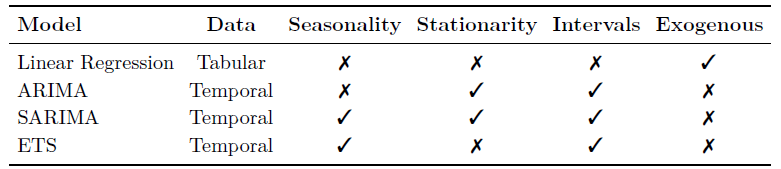 Model Data Seasonality Stationarity Intervals Exogenous
Linear Regression Tabular ✗ ✗ ✗ ✓
ARIMA Temporal ✗ ✓ ✓ ✗
SARIMA Temporal ✓ ✓ ✓ ✗
ETS Temporal ✓ ✗ ✓ ✗